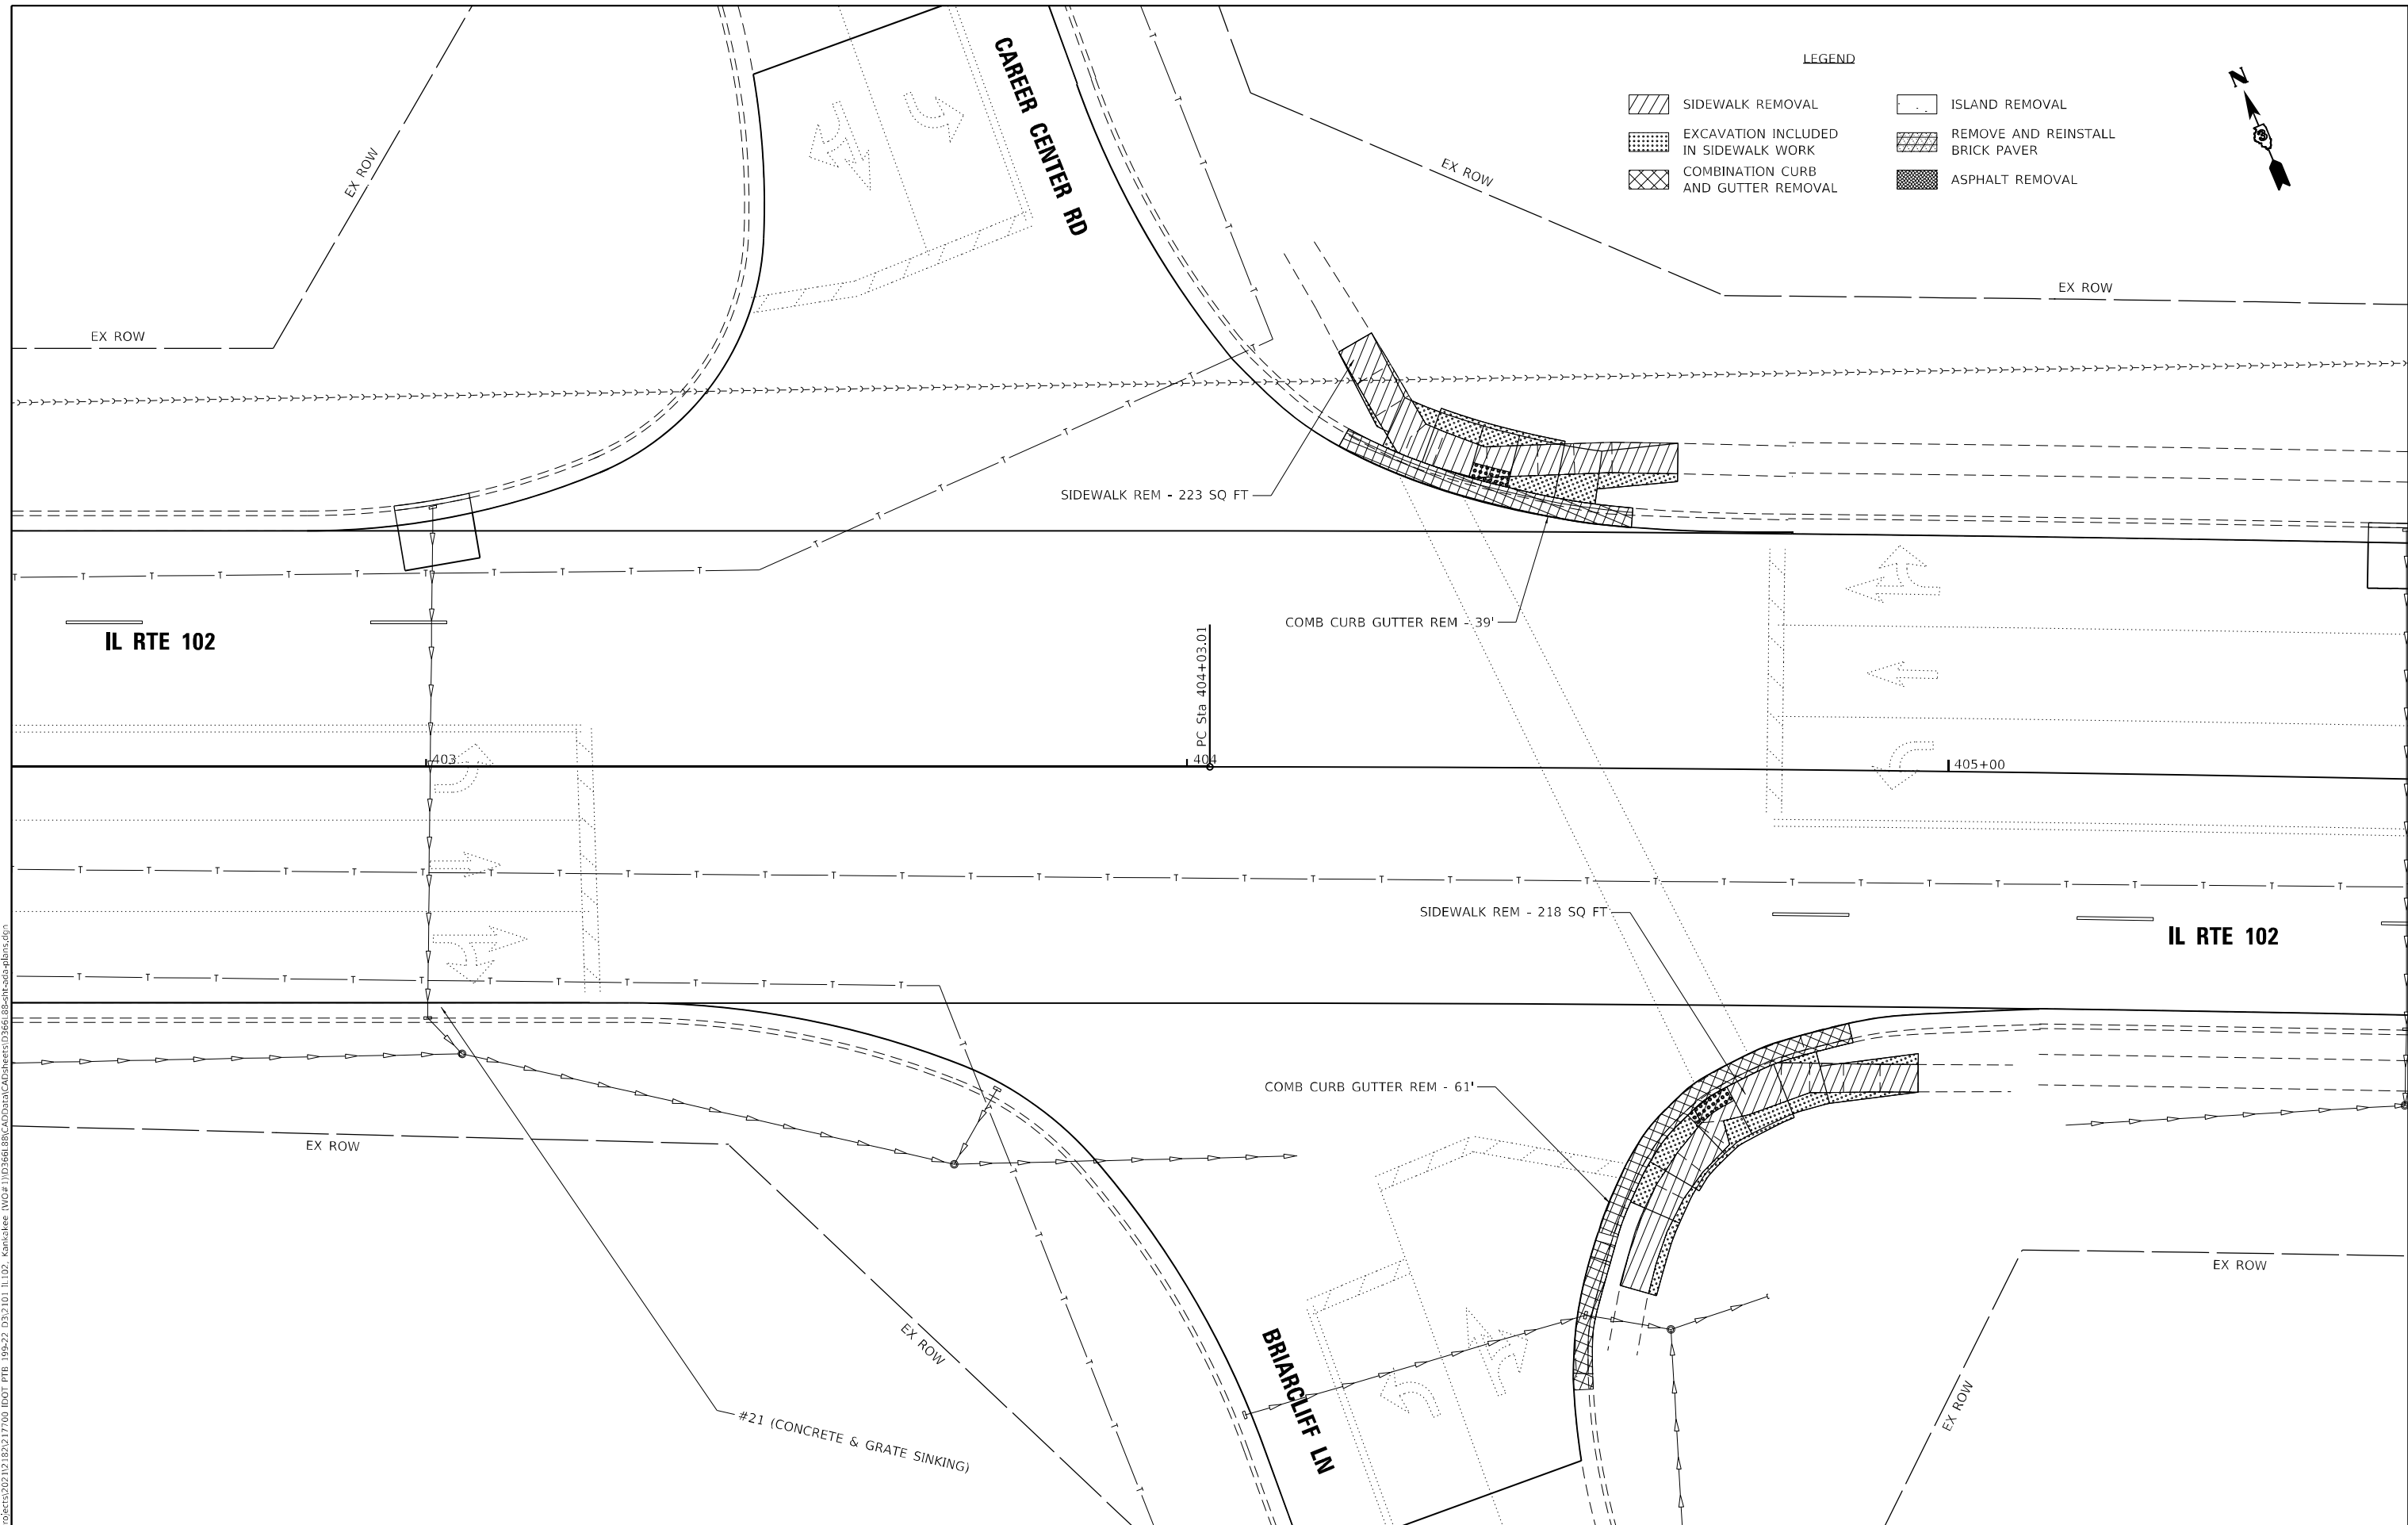 LEGEND
SIDEWALK REMOVAL
EXCAVATION INCLUDED
IN SIDEWALK WORK
COMBINATION CURB
AND GUTTER REMOVAL
ISLAND REMOVAL
REMOVE AND REINSTALL
BRICK PAVER
ASPHALT REMOVAL
N
CAREER CENTER RD
EX ROW
EX ROW
EX ROW
EX ROW
SIDEWALK REM - 223 SQ FT
COMB CURB GUTTER REM - 39'
IL RTE 102
PC Sta 404+03.01
403
404
405+00
SIDEWALK REM - 218 SQ FT
IL RTE 102
COMB CURB GUTTER REM - 61'
EX ROW
EX ROW
EX ROW
EX ROW
BRIARCLIFF LN
#21 (CONCRETE & GRATE SINKING)